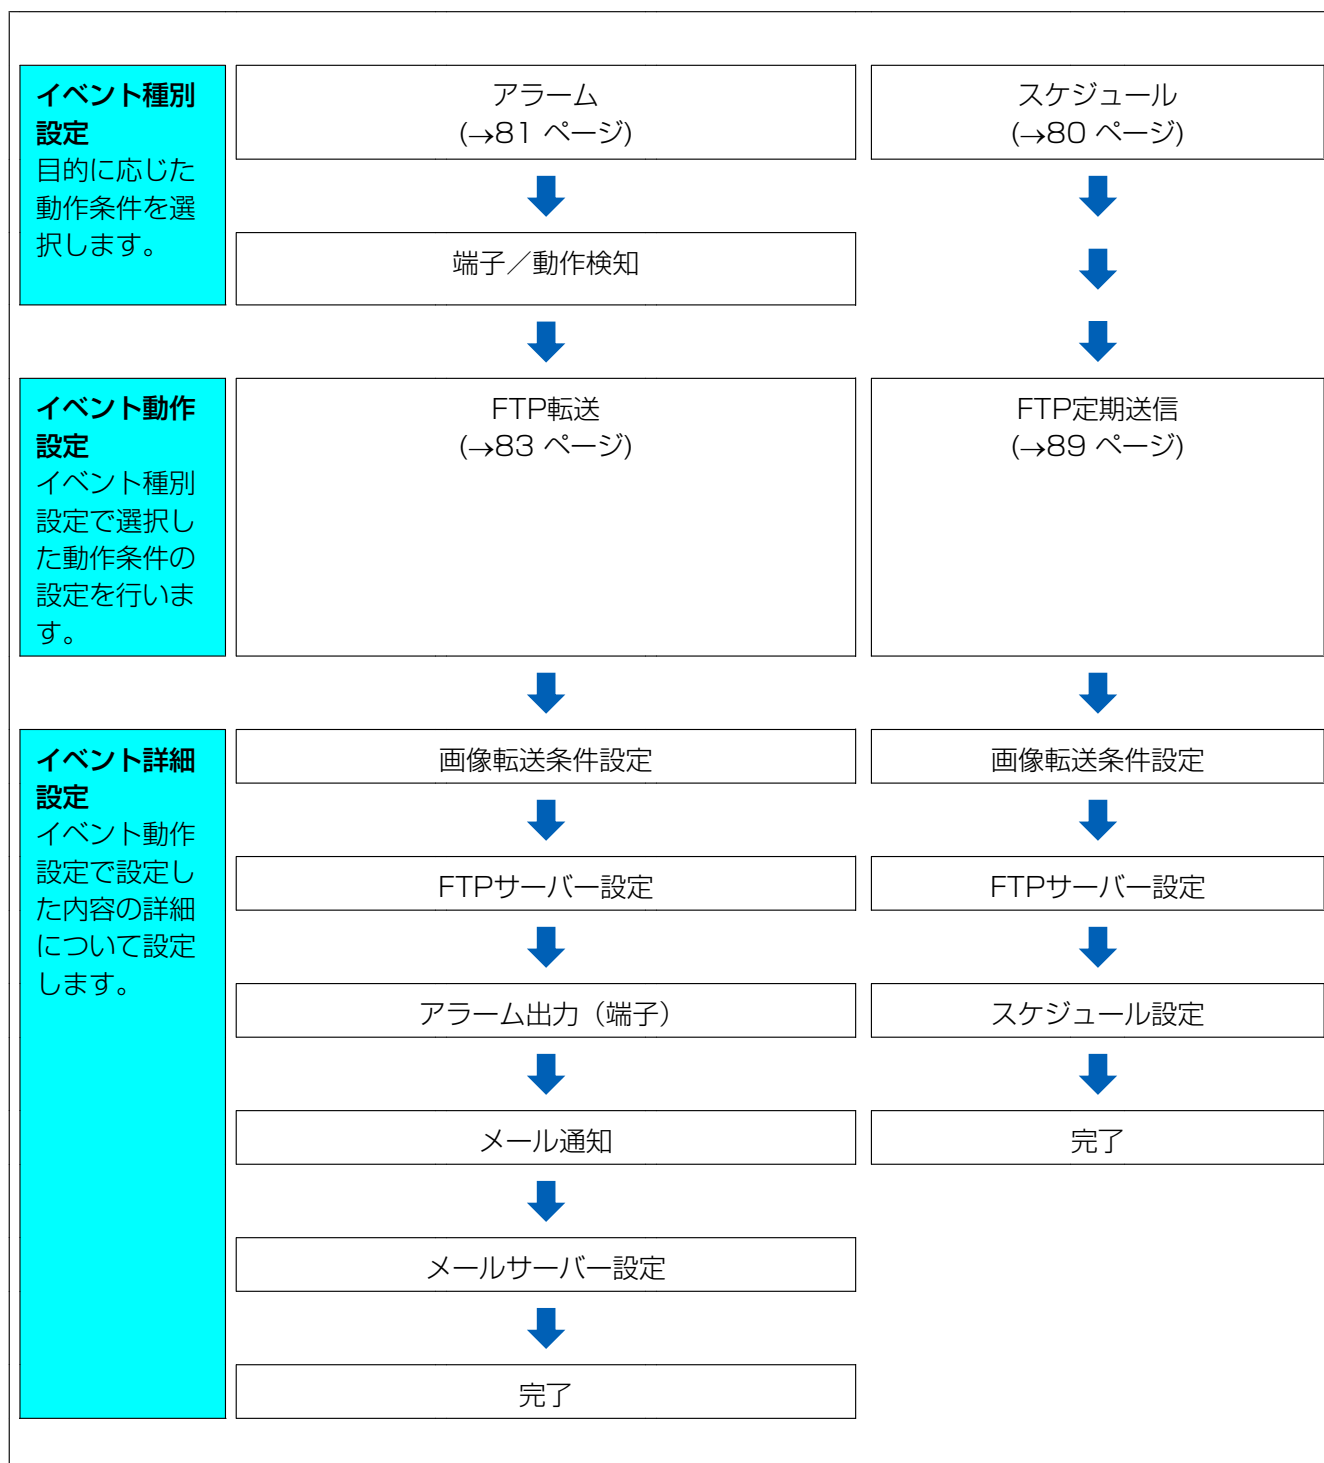 イベント種別
設定
目的に応じた
動作条件を選
択します。
アラーム
(→81 ページ)
スケジュール
(→80 ページ)
端子／動作検知
イベント動作
設定
イベント種別
設定で選択し
た動作条件の
設定を行いま
す。
FTP転送
(→83 ページ)
FTP定期送信
(→89 ページ)
イベント詳細
設定
イベント動作
設定で設定し
た内容の詳細
について設定
します。
画像転送条件設定
画像転送条件設定
FTPサーバー設定
FTPサーバー設定
アラーム出力（端子）
スケジュール設定
メール通知
完了
メールサーバー設定
完了